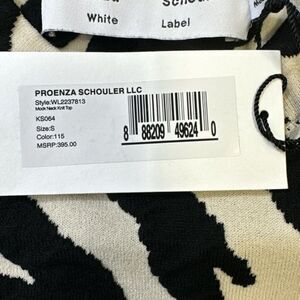 Schou
White Label
PROENZA SCHOULER LLC
Style:WL2237813
Mock Neck Knit Top
KS064
Size:S
Color:115
MSRP:395.00
8 88209 49624 0